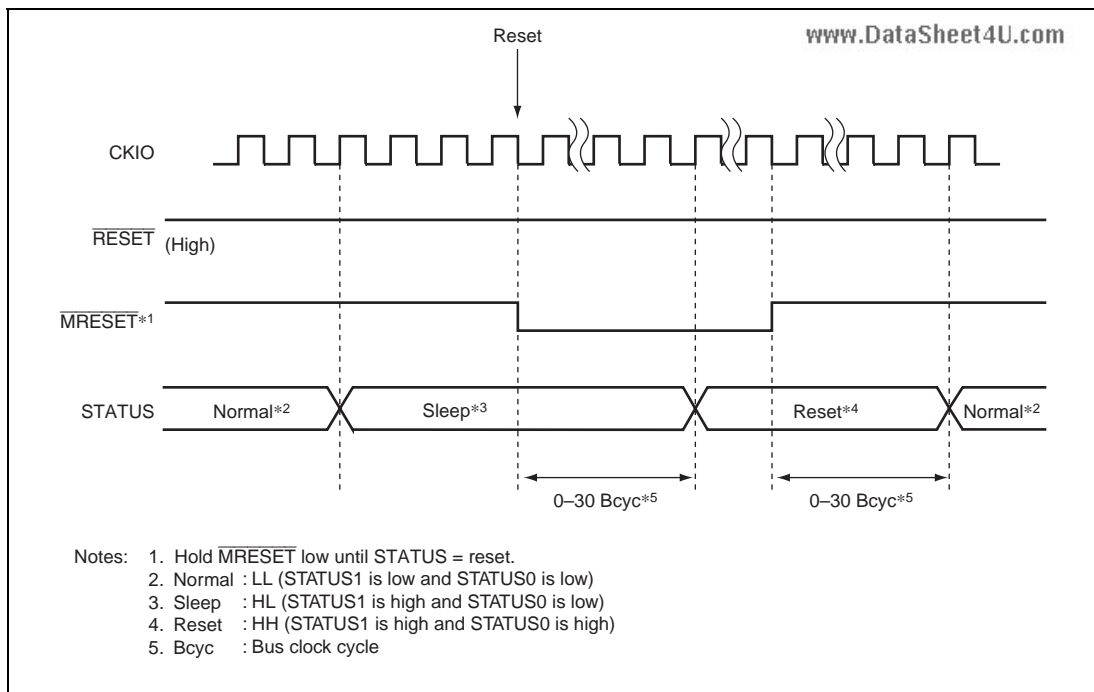 Reset
www.DataSheet4U.com
CKIO
RESET (High)
MRESET*1
STATUS Normal*2 Sleep*3 Reset*4 Normal*2
0–30 Bcyc*5 0–30 Bcyc*5
Notes: 1. Hold MRESET low until STATUS = reset.
2. Normal : LL (STATUS1 is low and STATUS0 is low)
3. Sleep : HL (STATUS1 is high and STATUS0 is low)
4. Reset : HH (STATUS1 is high and STATUS0 is high)
5. Bcyc : Bus clock cycle